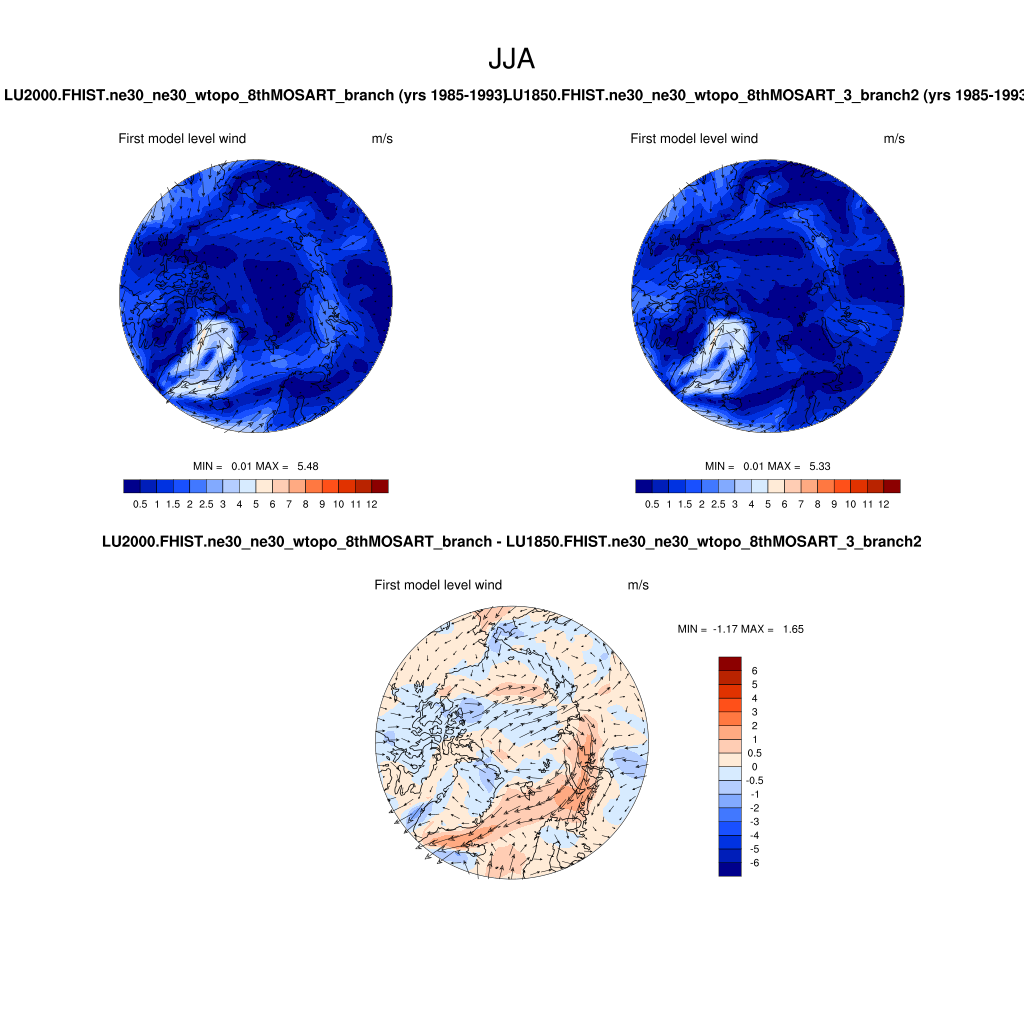 JJA
LU2000.FHIST.ne30_ne30_wtopo_8thMOSART_branch (yrs 1985-1993)
LU1850.FHIST.ne30_ne30_wtopo_8thMOSART_3_branch2 (yrs 1985-1993
First model level wind m/s
First model level wind m/s
MIN = 0.01 MAX = 5.48
MIN = 0.01 MAX = 5.33
0.5 1 1.5 2 2.5 3 4 5 6 7 8 9 10 11 12
0.5 1 1.5 2 2.5 3 4 5 6 7 8 9 10 11 12
LU2000.FHIST.ne30_ne30_wtopo_8thMOSART_branch - LU1850.FHIST.ne30_ne30_wtopo_8thMOSART_3_branch2
First model level wind m/s
MIN = -1.17 MAX = 1.65
6
5
4
3
2
1
0.5
0
-0.5
-1
-2
-3
-4
-5
-6